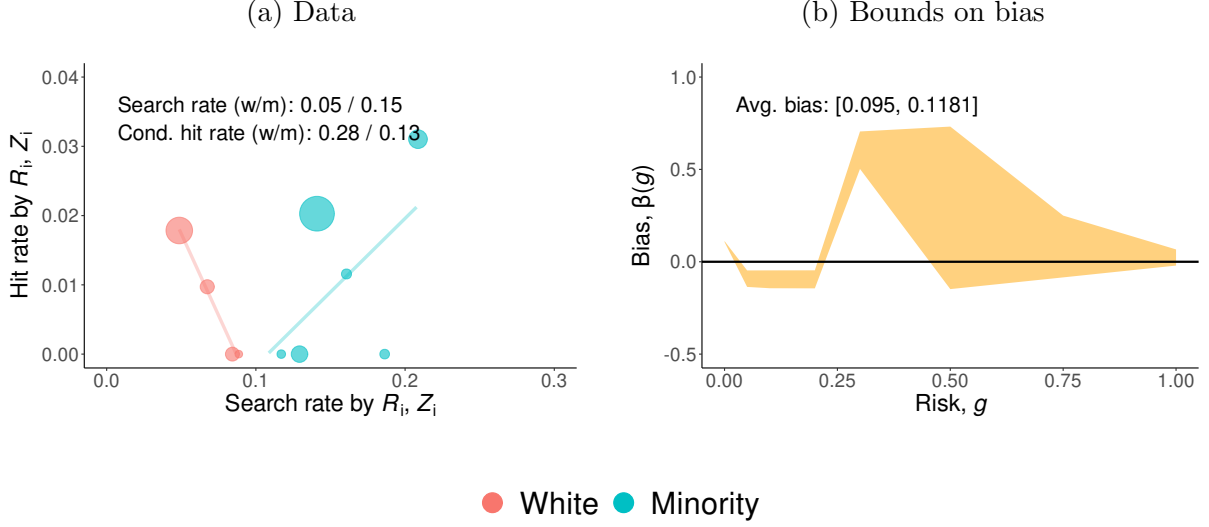 (a) Data
0.04
0.03
0.02
0.01
0.00
Hit rate by Rᵢ, Zᵢ
Search rate (w/m): 0.05 / 0.15
Cond. hit rate (w/m): 0.28 / 0.13
0.0 0.1 0.2 0.3
Search rate by Rᵢ, Zᵢ
(b) Bounds on bias
1.0
0.5
0.0
-0.5
Bias, β(g)
Avg. bias: [0.095, 0.1181]
0.00 0.25 0.50 0.75 1.00
Risk, g
White Minority